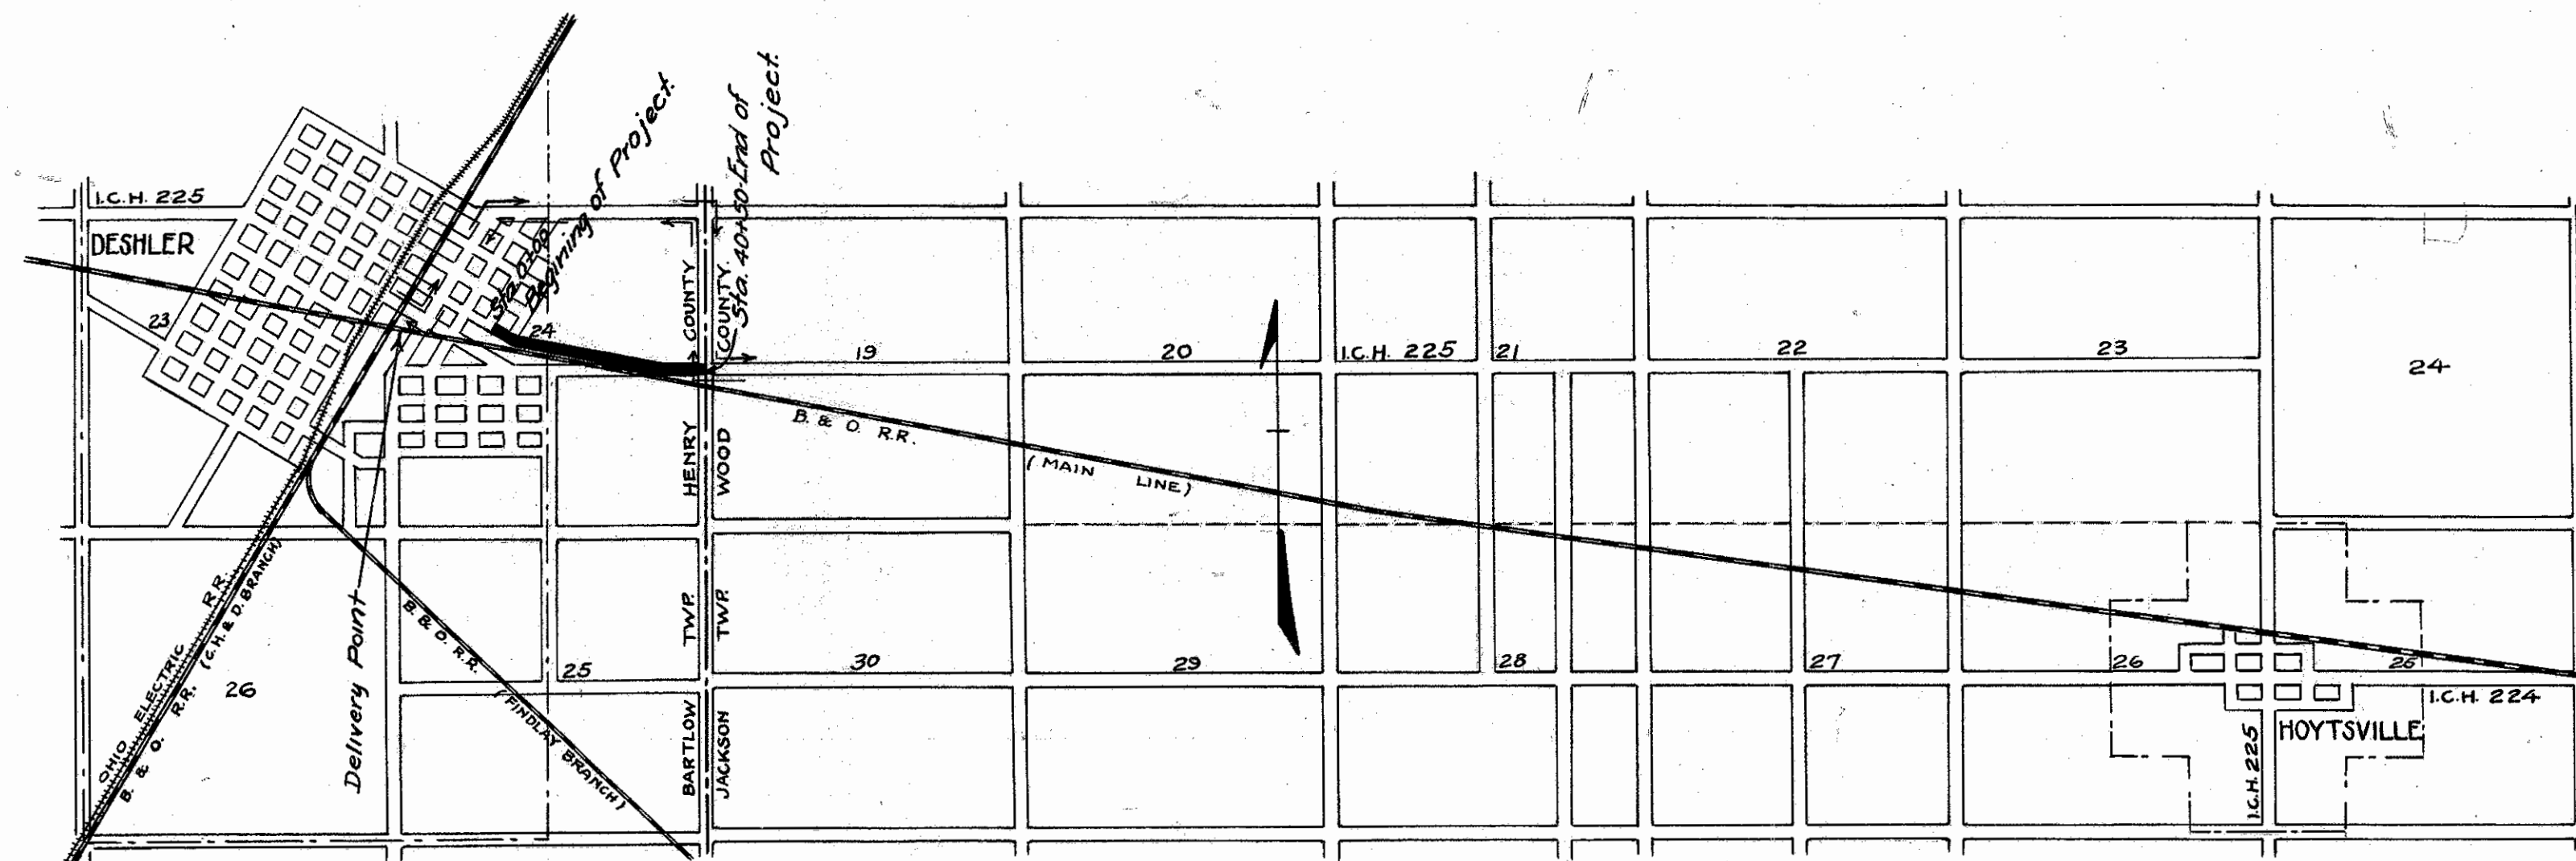 I.C.H. 225
DESHLER
23
Sta. 0+00
Begining of Project.
Sta. 40+50-End of
Project.
24
HENRY COUNTY
WOOD COUNTY
19
20
I.C.H. 225
21
22
23
24
B. & O. R.R.
(MAIN LINE)
OHIO ELECTRIC R.R.
B. & O. R.R. (C.H. & D. BRANCH)
26
Delivery Point
B. & O. R.R.
(FINDLAY BRANCH)
25
BARTLOW TWP.
JACKSON TWP.
30
29
28
27
26
25
I.C.H. 224
I.C.H. 225
HOYTSVILLE